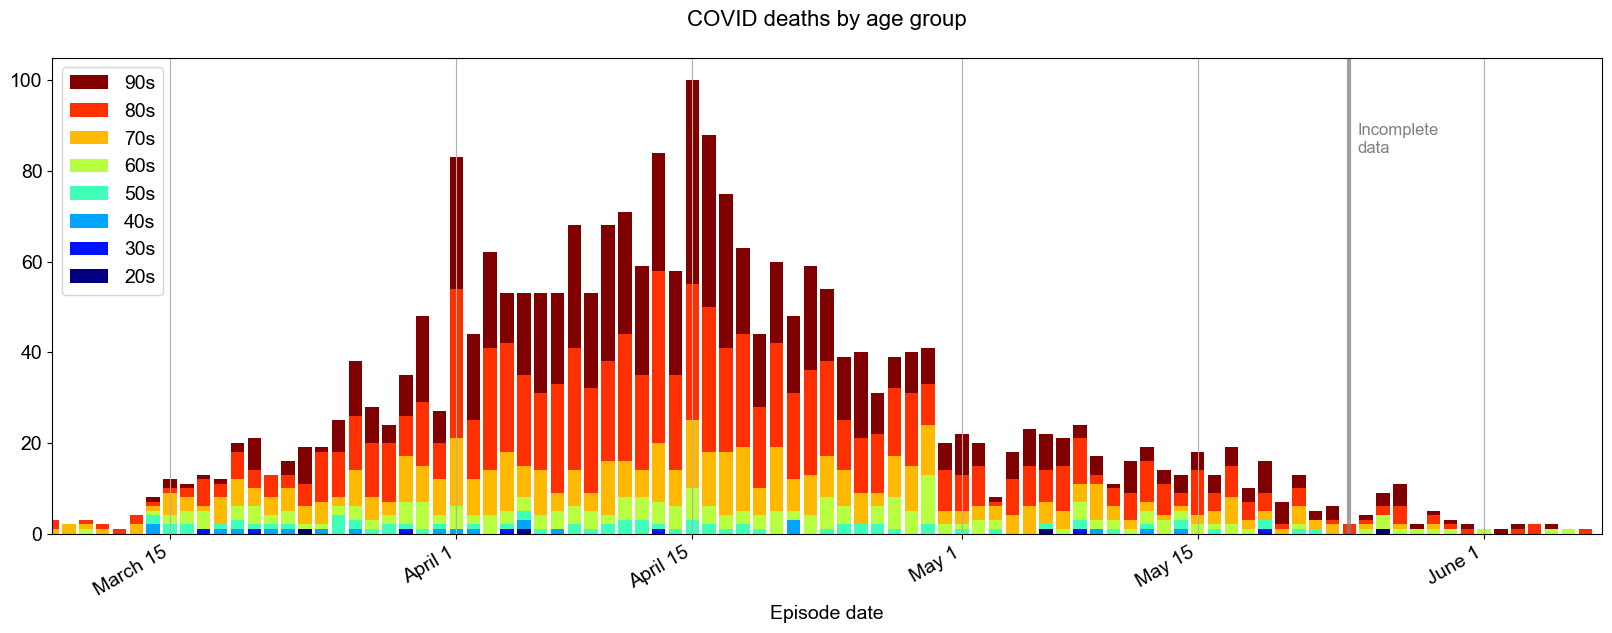 COVID deaths by age group
100
80
60
40
20
0
90s
80s
70s
60s
50s
40s
30s
20s
Incomplete
data
March 15
April 1
April 15
May 1
May 15
June 1
Episode date